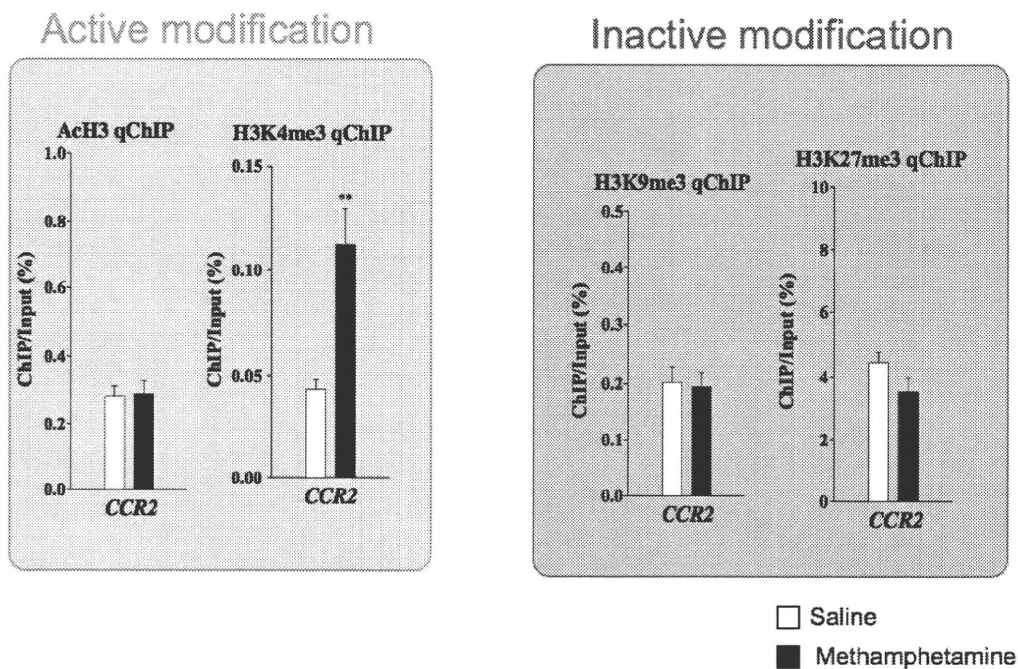 Active modification
Inactive modification
AcH3 qChIP
H3K4me3 qChIP
H3K9me3 qChIP
H3K27me3 qChIP
ChIP/Input (%)
1.0
0.8
0.6
0.4
0.2
0.0
CCR2
ChIP/Input (%)
0.15
0.10
0.05
0.00
**
CCR2
ChIP/Input (%)
0.5
0.4
0.3
0.2
0.1
0.0
CCR2
ChIP/Input (%)
10
8
6
4
2
0
CCR2
Saline
Methamphetamine